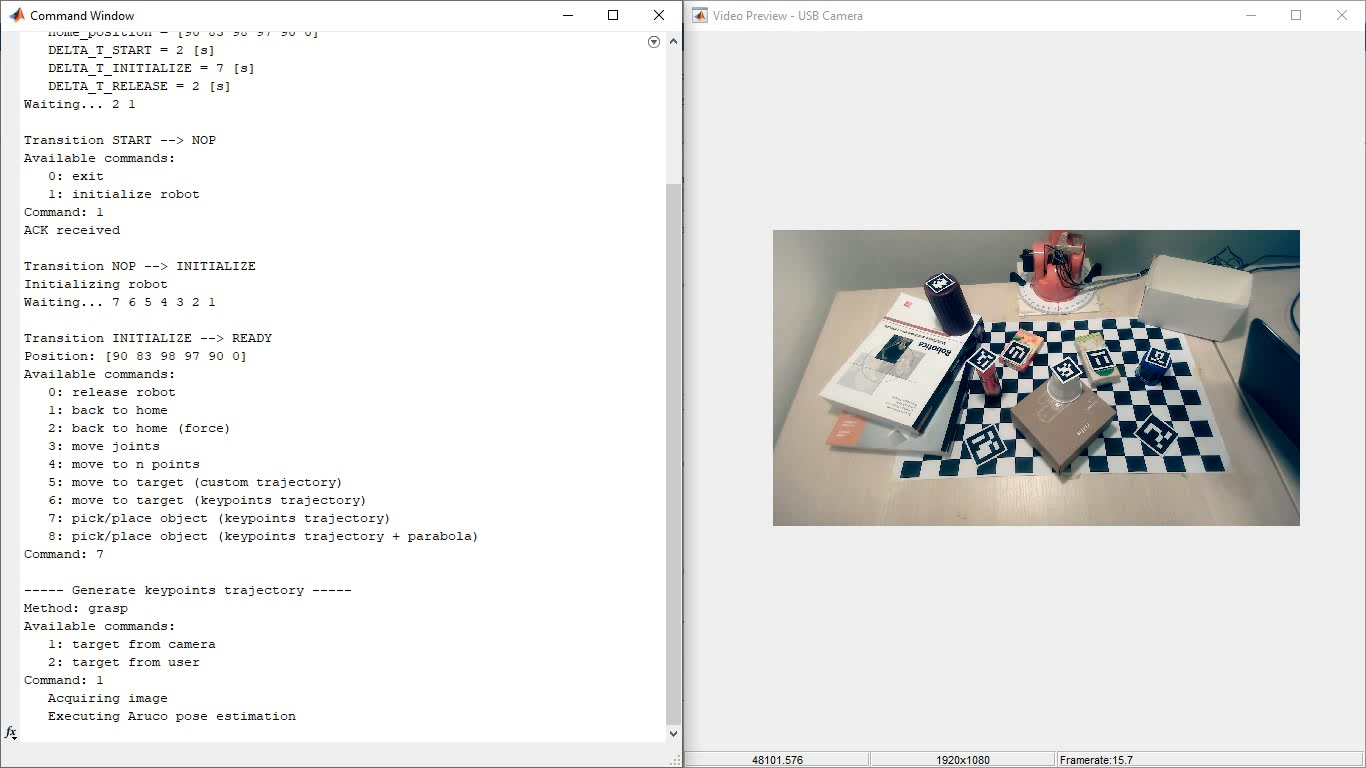 Command Window
home_position = [90 83 98 97 90 0]
DELTA_T_START = 2 [s]
DELTA_T_INITIALIZE = 7 [s]
DELTA_T_RELEASE = 2 [s]
Waiting... 2 1
Transition START --> NOP
Available commands:
0: exit
1: initialize robot
Command: 1
ACK received
Transition NOP --> INITIALIZE
Initializing robot
Waiting... 7 6 5 4 3 2 1
Transition INITIALIZE --> READY
Position: [90 83 98 97 90 0]
Available commands:
0: release robot
1: back to home
2: back to home (force)
3: move joints
4: move to n points
5: move to target (custom trajectory)
6: move to target (keypoints trajectory)
7: pick/place object (keypoints trajectory)
8: pick/place object (keypoints trajectory + parabola)
Command: 7
----- Generate keypoints trajectory -----
Method: grasp
Available commands:
1: target from camera
2: target from user
Command: 1
Acquiring image
Executing Aruco pose estimation
fx
Video Preview - USB Camera
Robotics
48101.576
1920x1080
Framerate:15.7